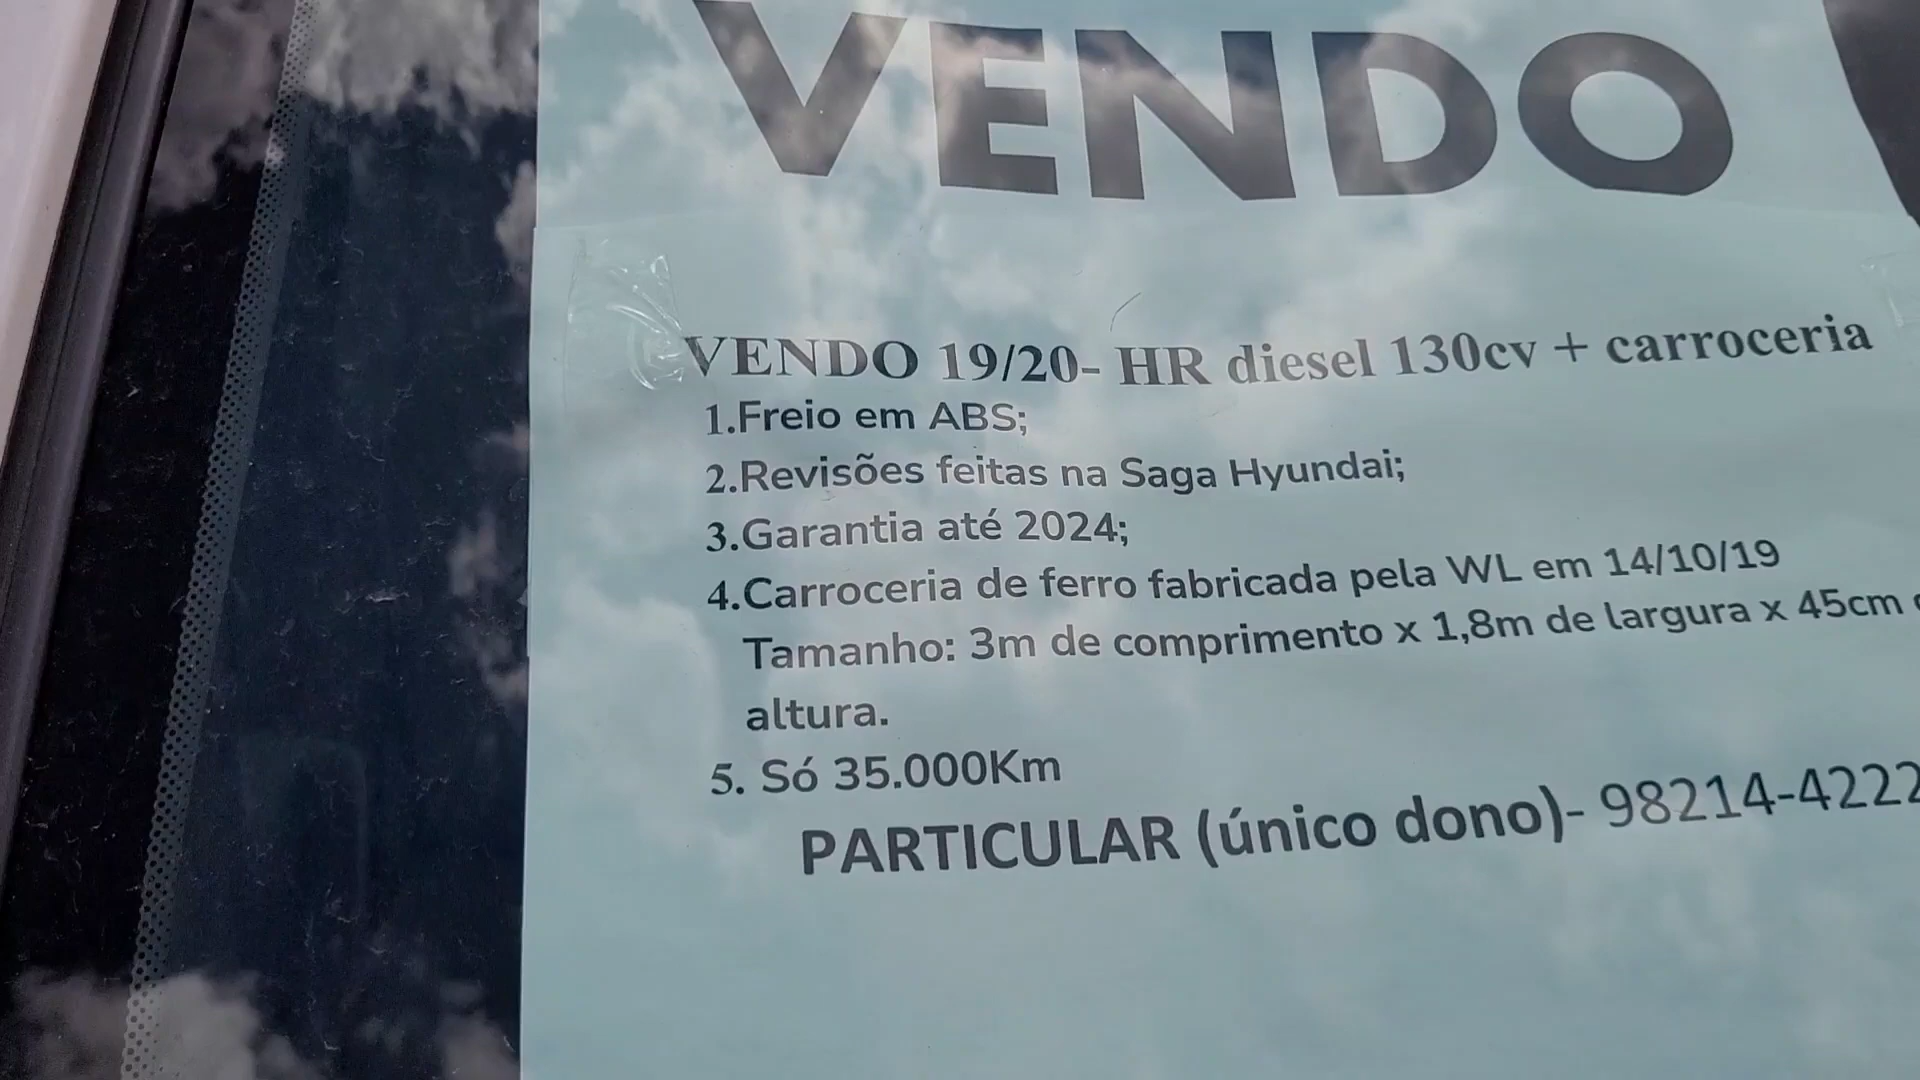 VENDO
VENDO 19/20- HR diesel 130cv + carroceria
1.Freio em ABS;
2.Revisões feitas na Saga Hyundai;
3.Garantia até 2024;
4.Carroceria de ferro fabricada pela WL em 14/10/19
Tamanho: 3m de comprimento x 1,8m de largura x 45cm
altura.
5. Só 35.000Km
PARTICULAR (único dono)- 98214-4222